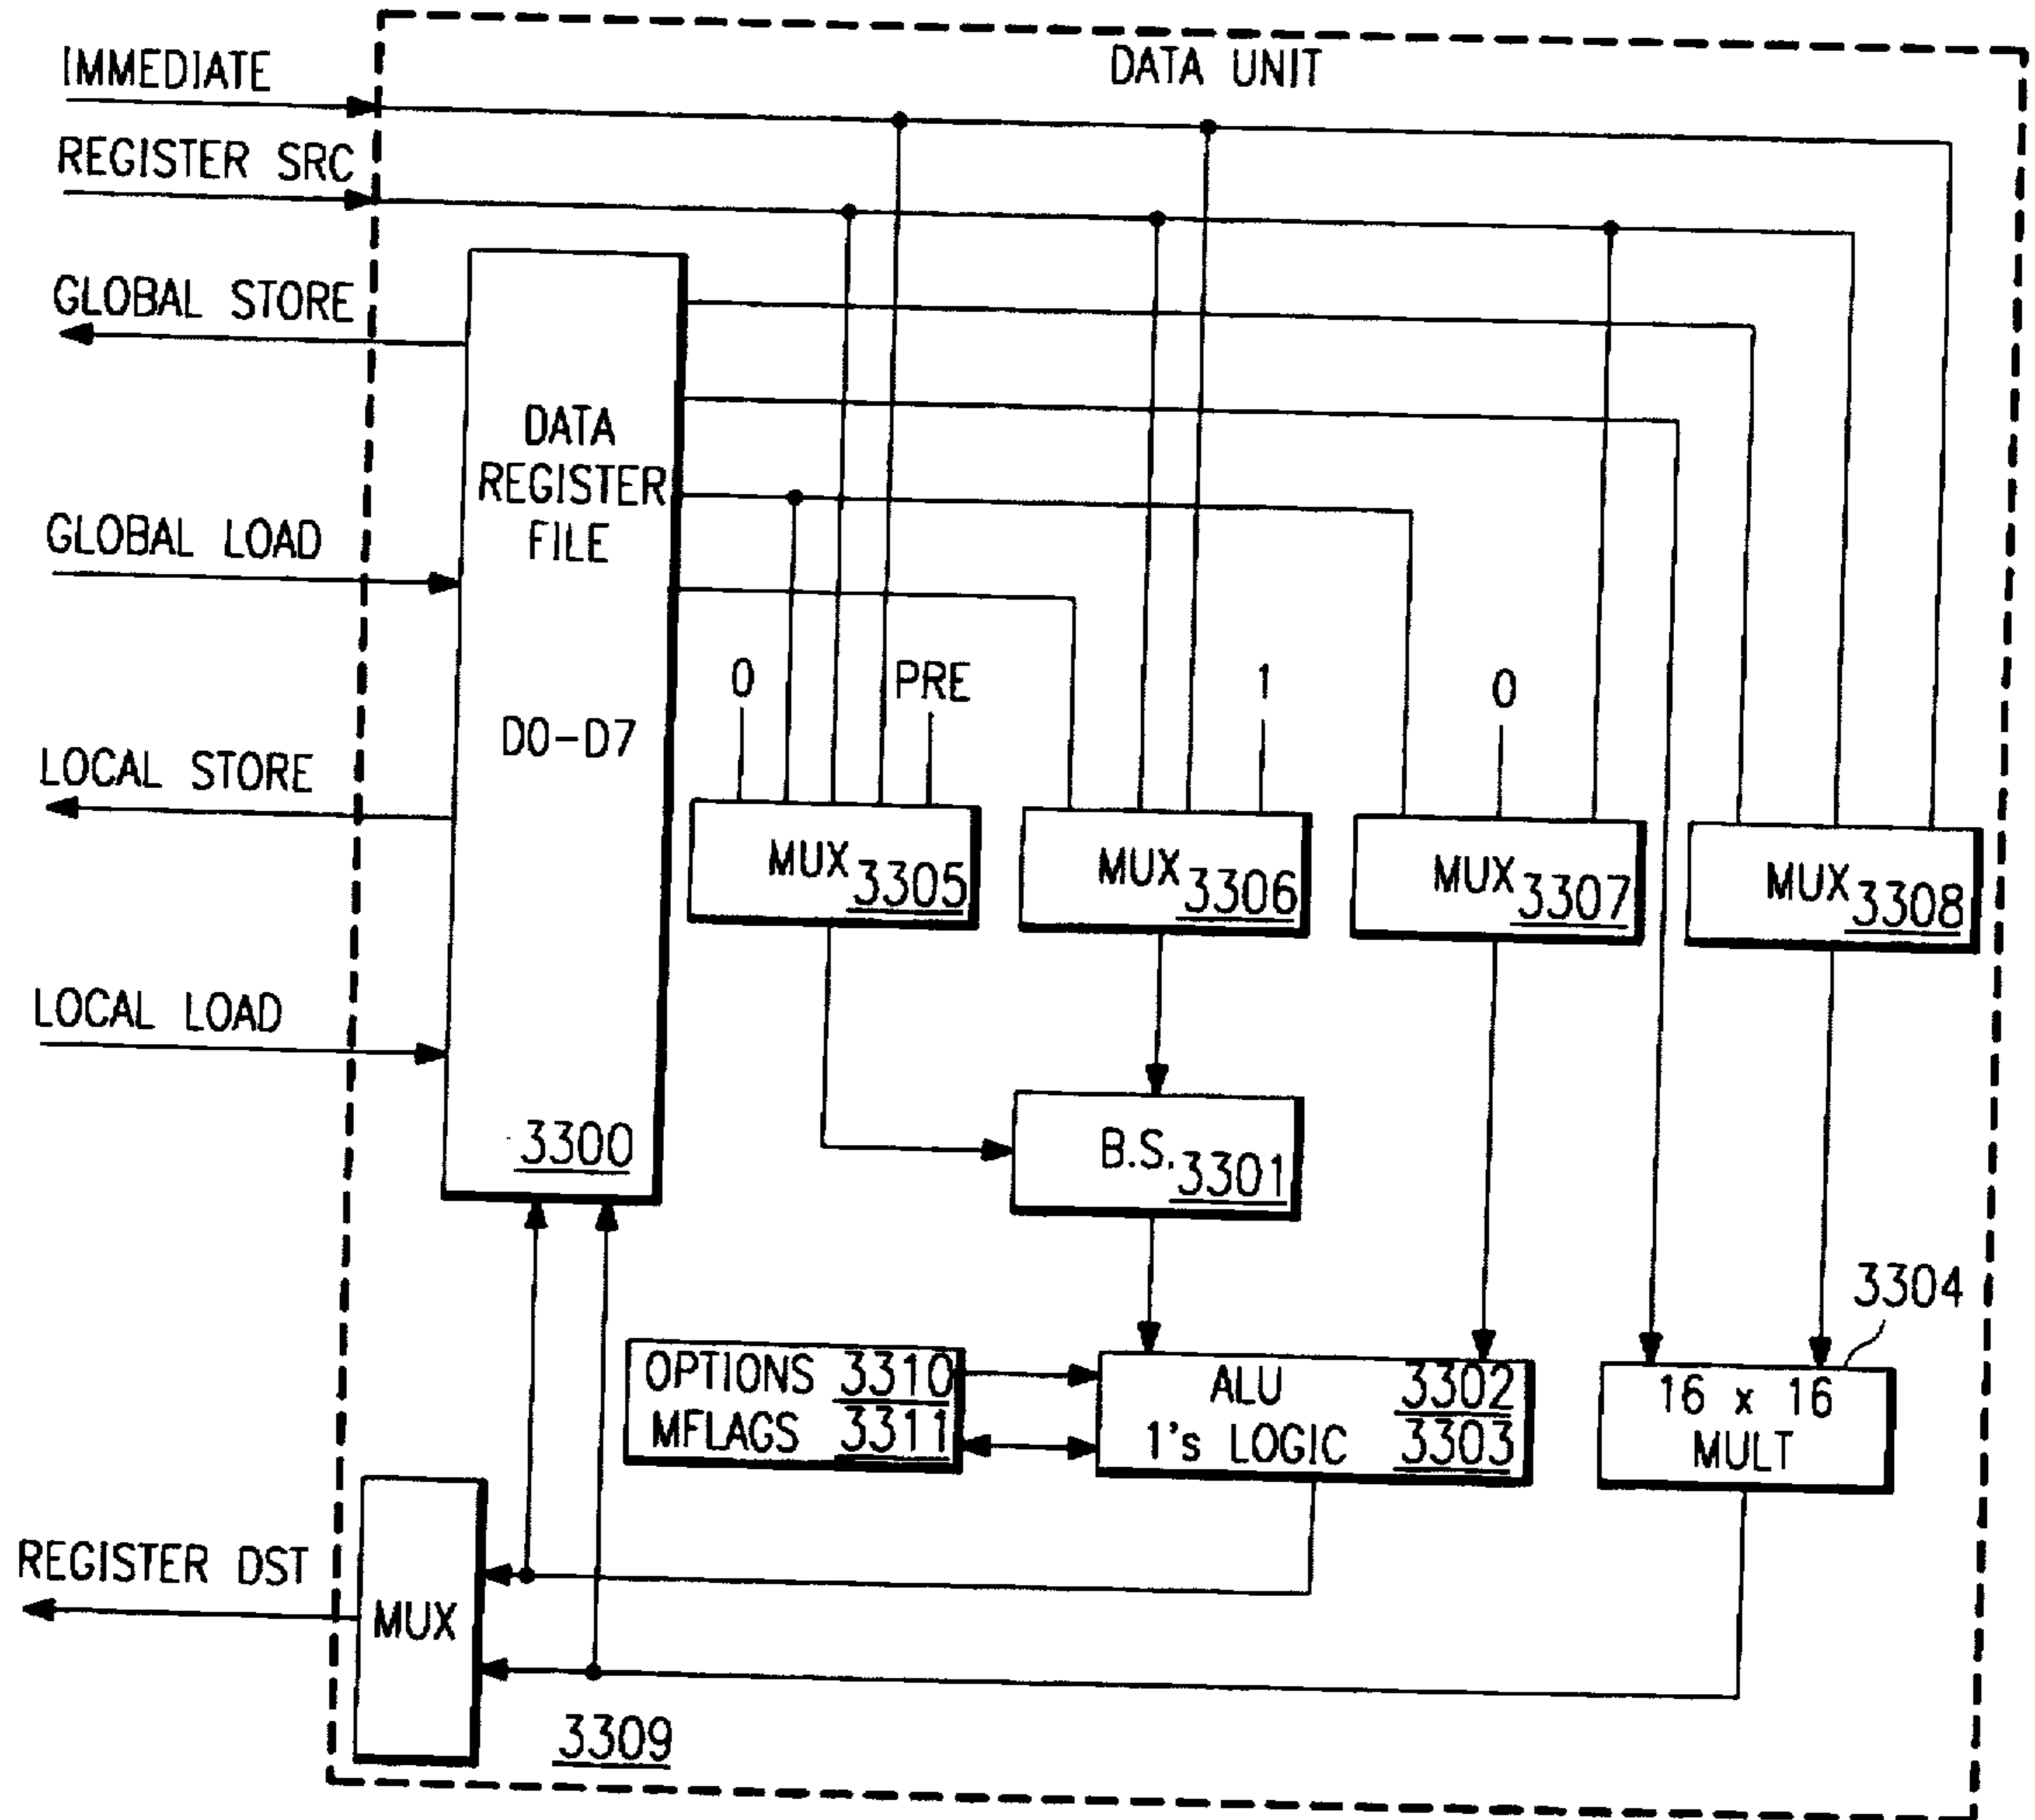 DATA UNIT
IMMEDIATE
REGISTER SRC
GLOBAL STORE
GLOBAL LOAD
LOCAL STORE
LOCAL LOAD
REGISTER DST
DATA
REGISTER
FILE
D0-D7
3300
0
PRE
1
0
MUX 3305
MUX 3306
MUX 3307
MUX 3308
B.S. 3301
3304
OPTIONS 3310
MFLAGS 3311
ALU 3302
1's LOGIC 3303
16 x 16
MULT
MUX
3309